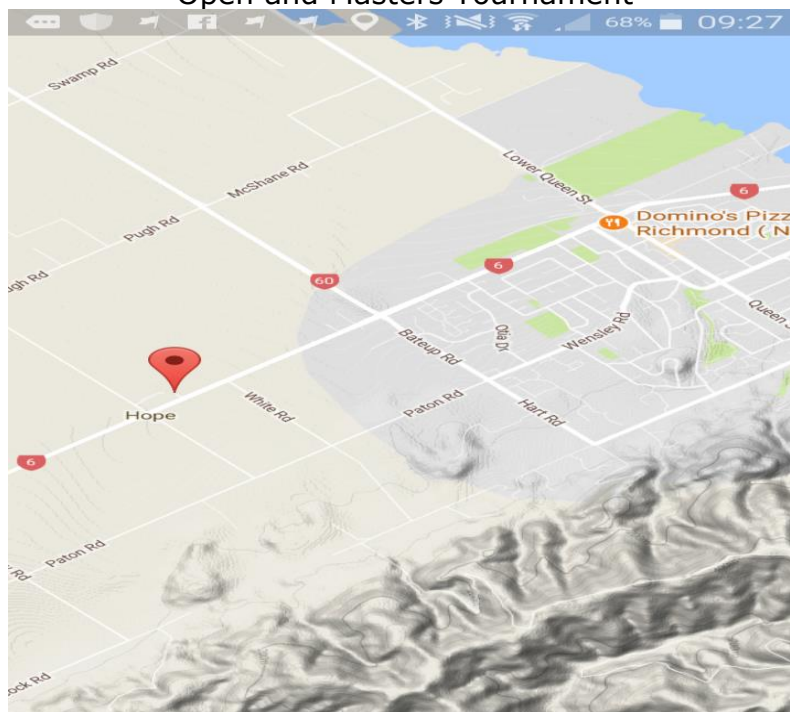 Open and Masters Tournament
68% 09:27
Swamp Rd
McShane Rd
Lower Queen St
6
Pugh Rd
Domino's Pizz
Richmond ( N
ugh Rd
6
60
Queen S
Bateup Rd
Wensley Rd
Hope
White Rd
Paton Rd
Hart Rd
6
Paton Rd
Rd
ock Rd